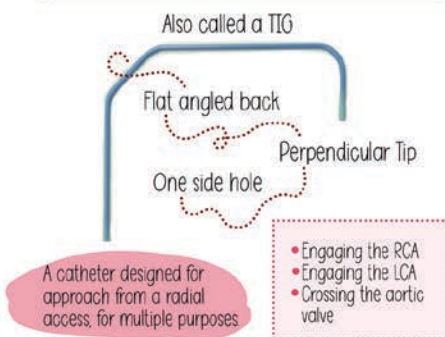 Also called a TIG
Flat angled back
Perpendicular Tip
One side hole
A catheter designed for
approach from a radial
access, for multiple purposes
• Engaging the RCA
• Engaging the LCA
• Crossing the aortic
valve